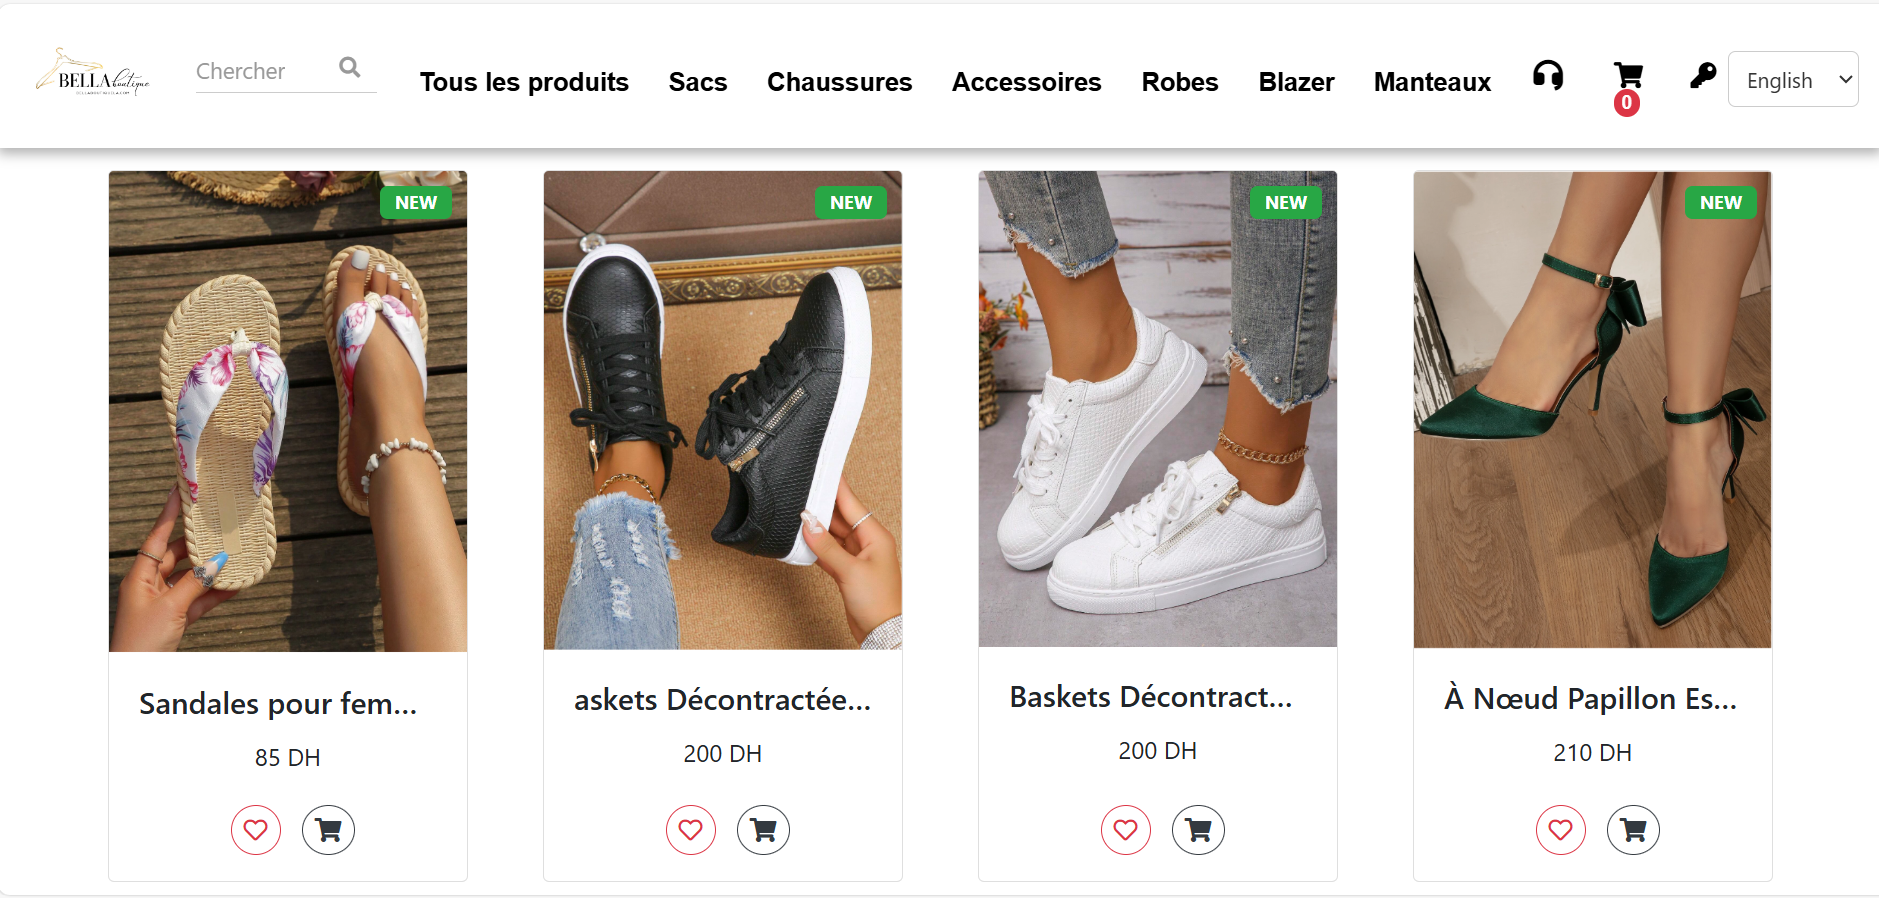 BELLA boutique
Chercher
Tous les produits
Sacs
Chaussures
Accessoires
Robes
Blazer
Manteaux
0
English
NEW
NEW
NEW
NEW
Sandales pour fem...
85 DH
askets Décontractée...
200 DH
Baskets Décontract...
200 DH
À Nœud Papillon Es...
210 DH